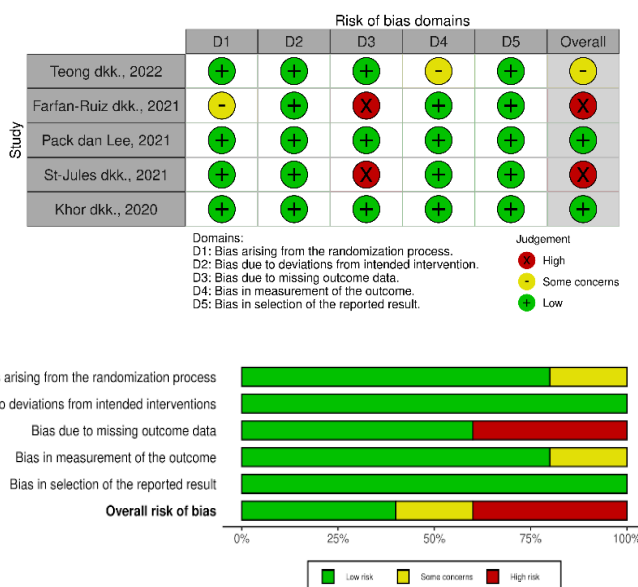 Risk of bias domains
D1 D2 D3 D4 D5 Overall
Study
Teong dkk., 2022 + + + - + -
Farfan-Ruiz dkk., 2021 - + X + + X
Pack dan Lee, 2021 + + + + + +
St-Jules dkk., 2021 + + X + + X
Khor dkk., 2020 + + + + + +
Domains:
D1: Bias arising from the randomization process.
D2: Bias due to deviations from intended intervention.
D3: Bias due to missing outcome data.
D4: Bias in measurement of the outcome.
D5: Bias in selection of the reported result.
Judgement
X High
- Some concerns
+ Low
arising from the randomization process
o deviations from intended interventions
Bias due to missing outcome data
Bias in measurement of the outcome
Bias in selection of the reported result
Overall risk of bias
0% 25% 50% 75% 100%
Low risk Some concerns High risk